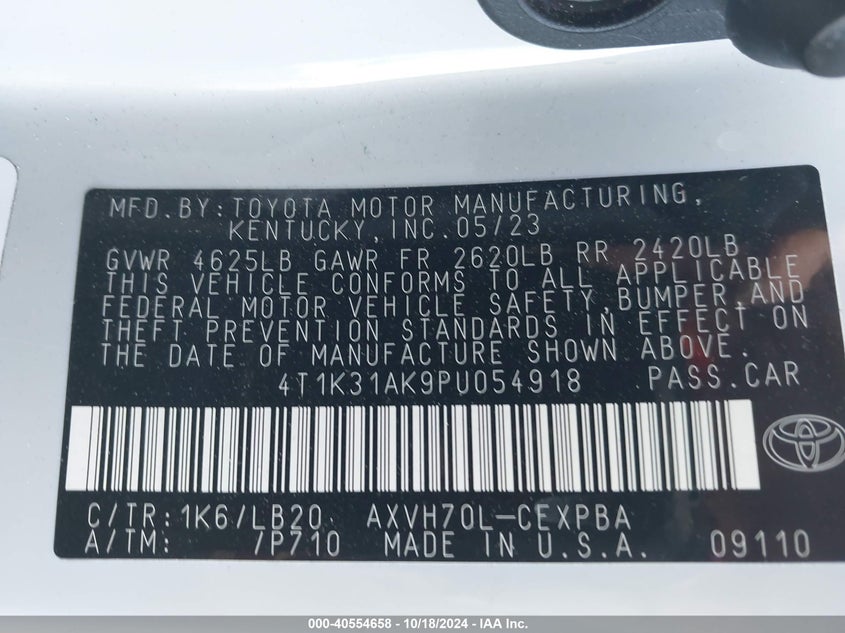 MFD.BY:TOYOTA MOTOR MANUFACTURING,
KENTUCKY,INC.05/23
GVWR 4625LB GAWR FR 2620LB RR 2420LB
THIS VEHICLE CONFORMS TO ALL APPLICABLE
FEDERAL MOTOR VEHICLE SAFETY,BUMPER,AND
THEFT PREVENTION STANDARDS IN EFFECT ON
THE DATE OF MANUFACTURE SHOWN ABOVE.
4T1K31AK9PU054918 PASS.CAR
C/TR:1K6/LB20 AXVH70L-CEXPBA
A/TM: /P710 MADE IN U.S.A. 09110
000-40554658 - 10/18/2024 - IAA Inc.